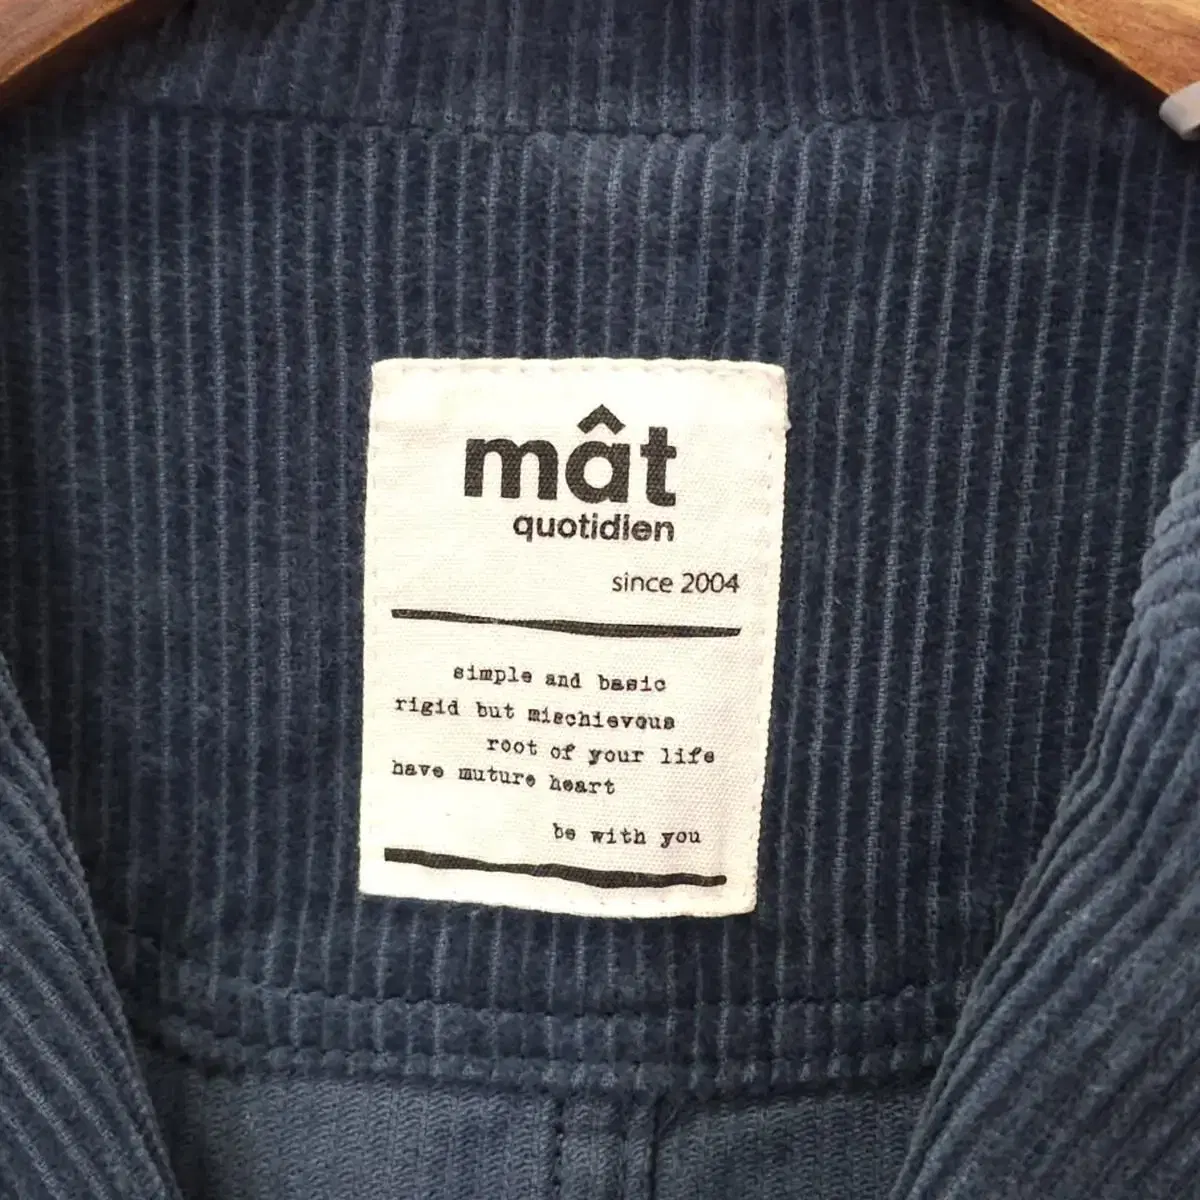 mât
quotidien
since 2004
simple and basic
rigid but mischievous
root of your life
have muture heart
be with you